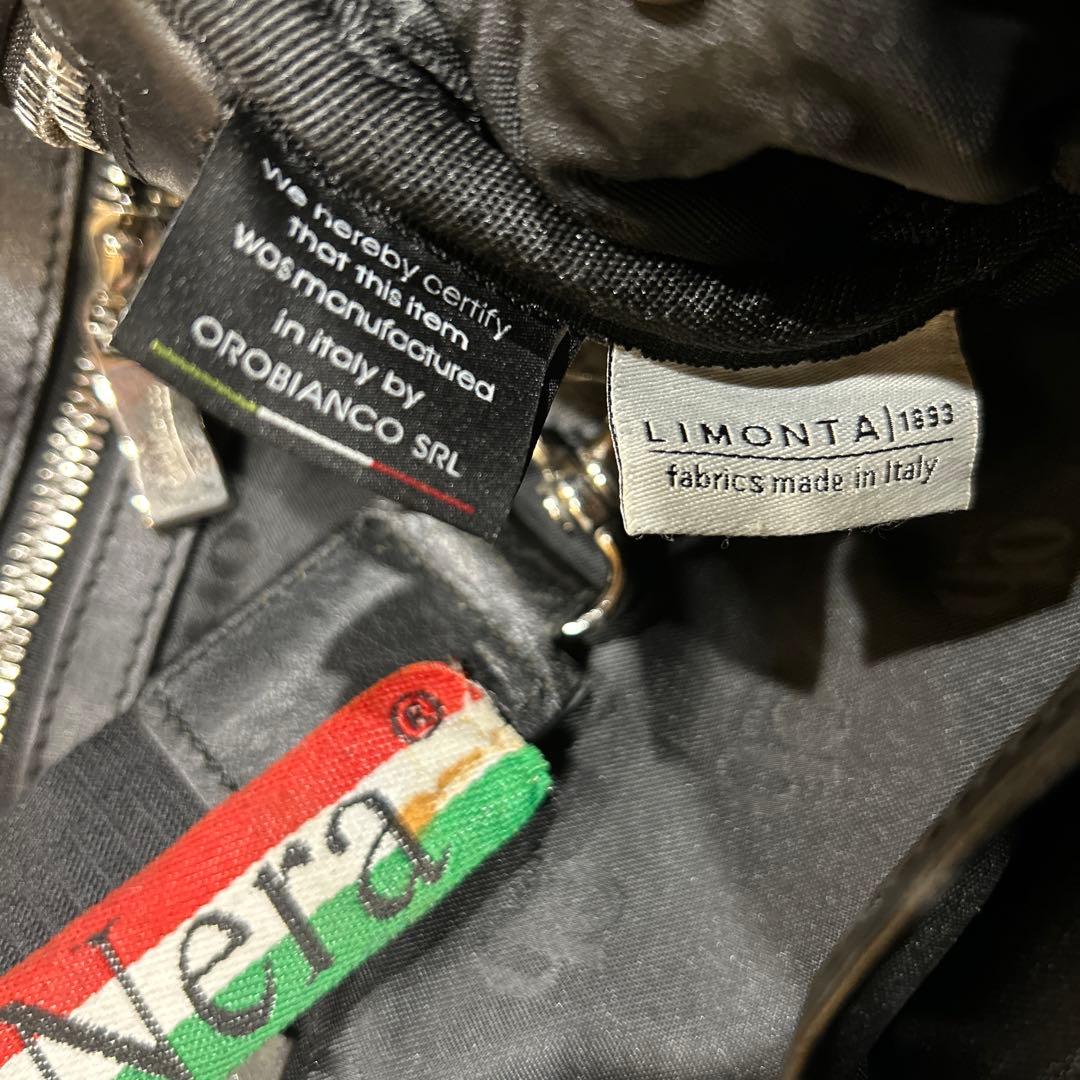 We hereby certify
that this item
was manufactured
in italy by
OROBIANCO SRL
LIMONTA|1893
fabrics made in Italy
®
Nera